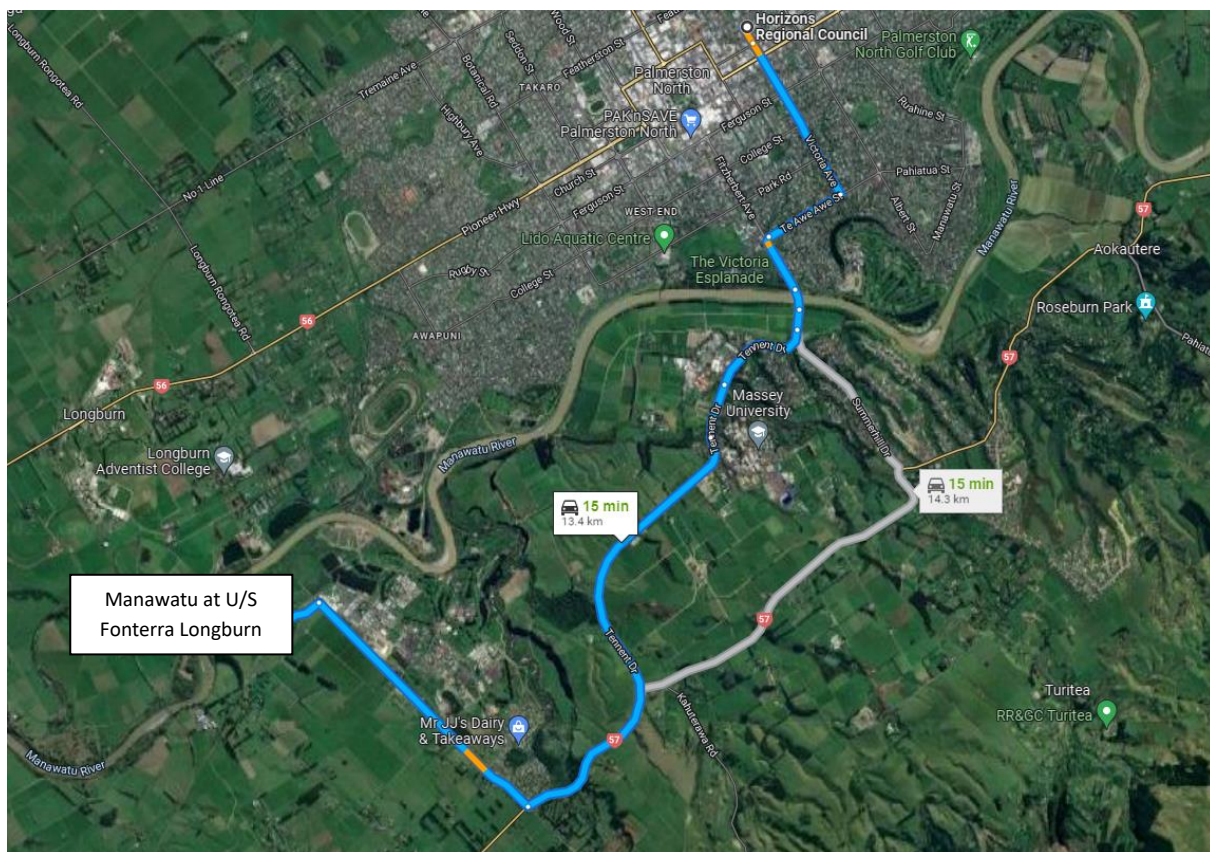 Horizons
Regional Council
Palmerston
North Golf Club
Longburn Rongotea Rd
Tremaine Ave
Botanical Rd
Seddon St
Wood St
Featherston St
TAKARO
Highbury Ave
No 1 Line
Palmerston
North
PAKnSAVE
Palmerston North
Ferguson St
Ruahine St
College St
Victoria Ave
Park Rd
Pahiatua St
Church St
Ferguson St
Fitzherbert Ave
Albert St
Manawatu St
Manawatu River
57
Pioneer Hwy
WEST END
Te Awe Awe St
Lido Aquatic Centre
Aokautere
The Victoria
Esplanade
Rugby St
College St
Longburn Rongotea Rd
Roseburn Park
56
AWAPUNI
57
Tennent Dr
56
Massey
University
Summerhill Dr
Longburn
Tennent Dr
Longburn
Adventist College
Manawatu River
15 min
14.3 km
15 min
13.4 km
Manawatu at U/S
Fonterra Longburn
57
Tennent Dr
Kahuterawa Rd
Turitea
RR&GC Turitea
Mr JJ's Dairy
& Takeaways
57
Manawatu River